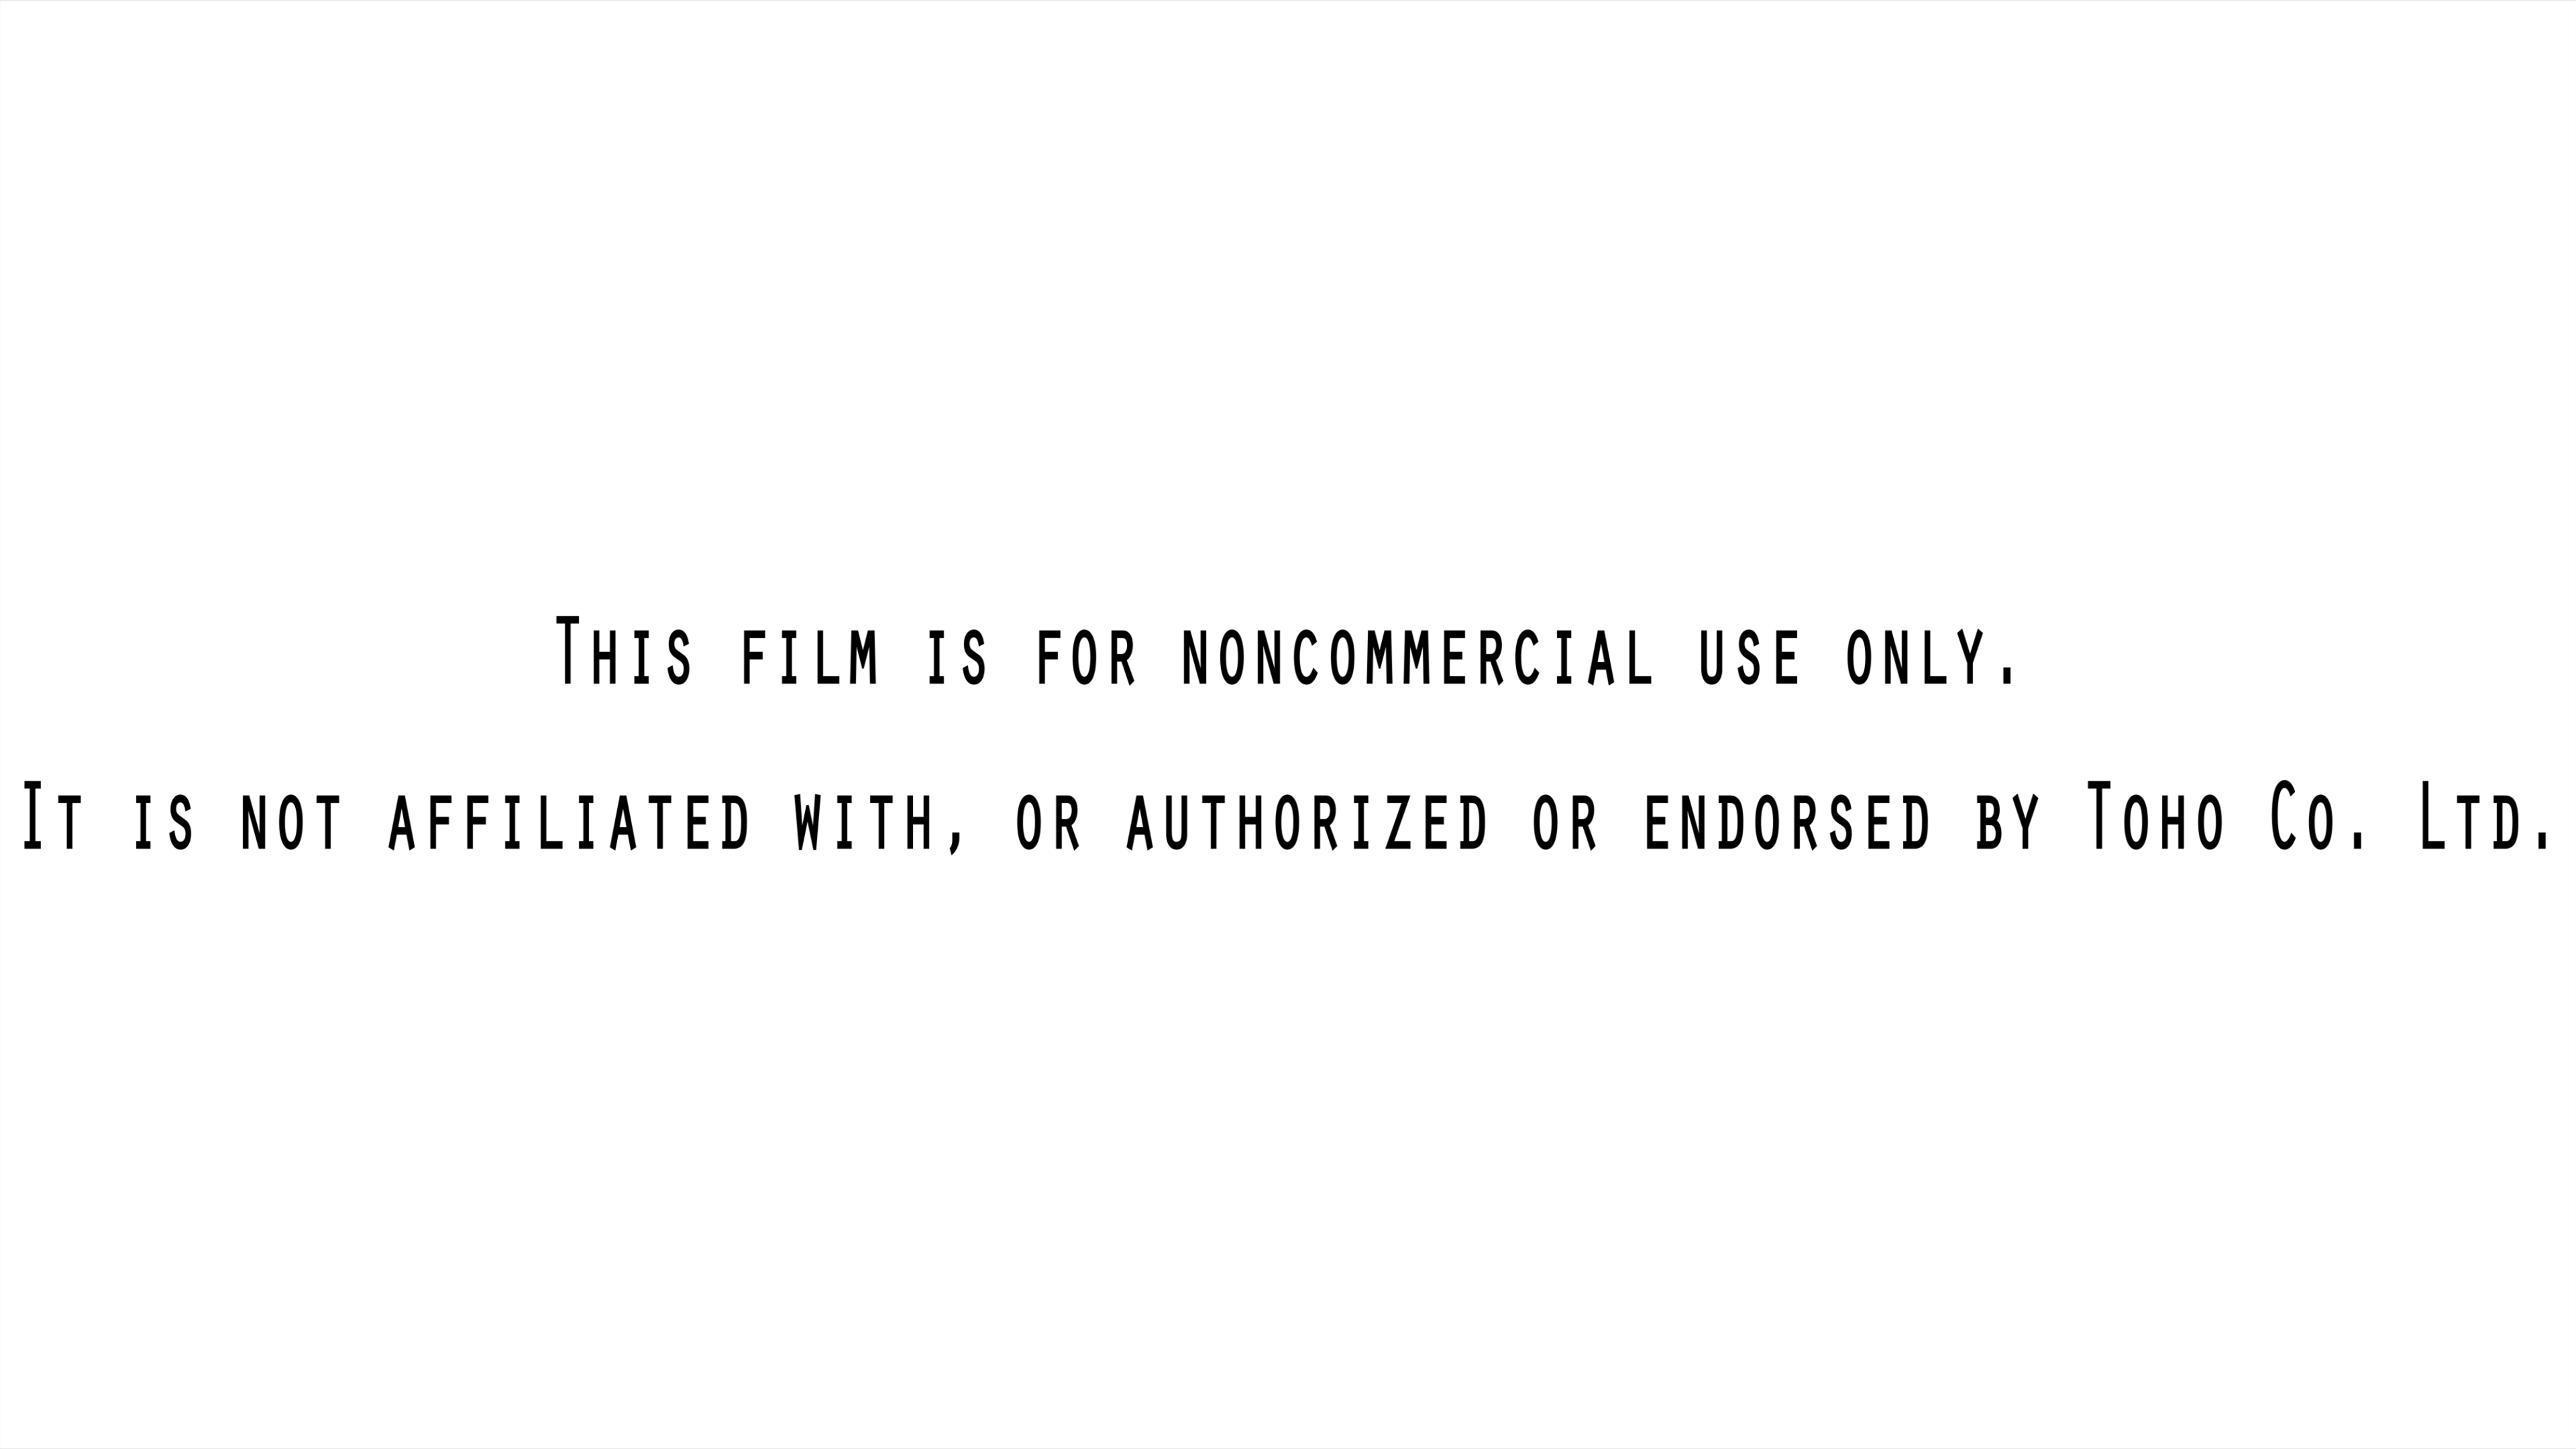 This film is for noncommercial use only.
It is not affiliated with, or authorized or endorsed by Toho Co. Ltd.